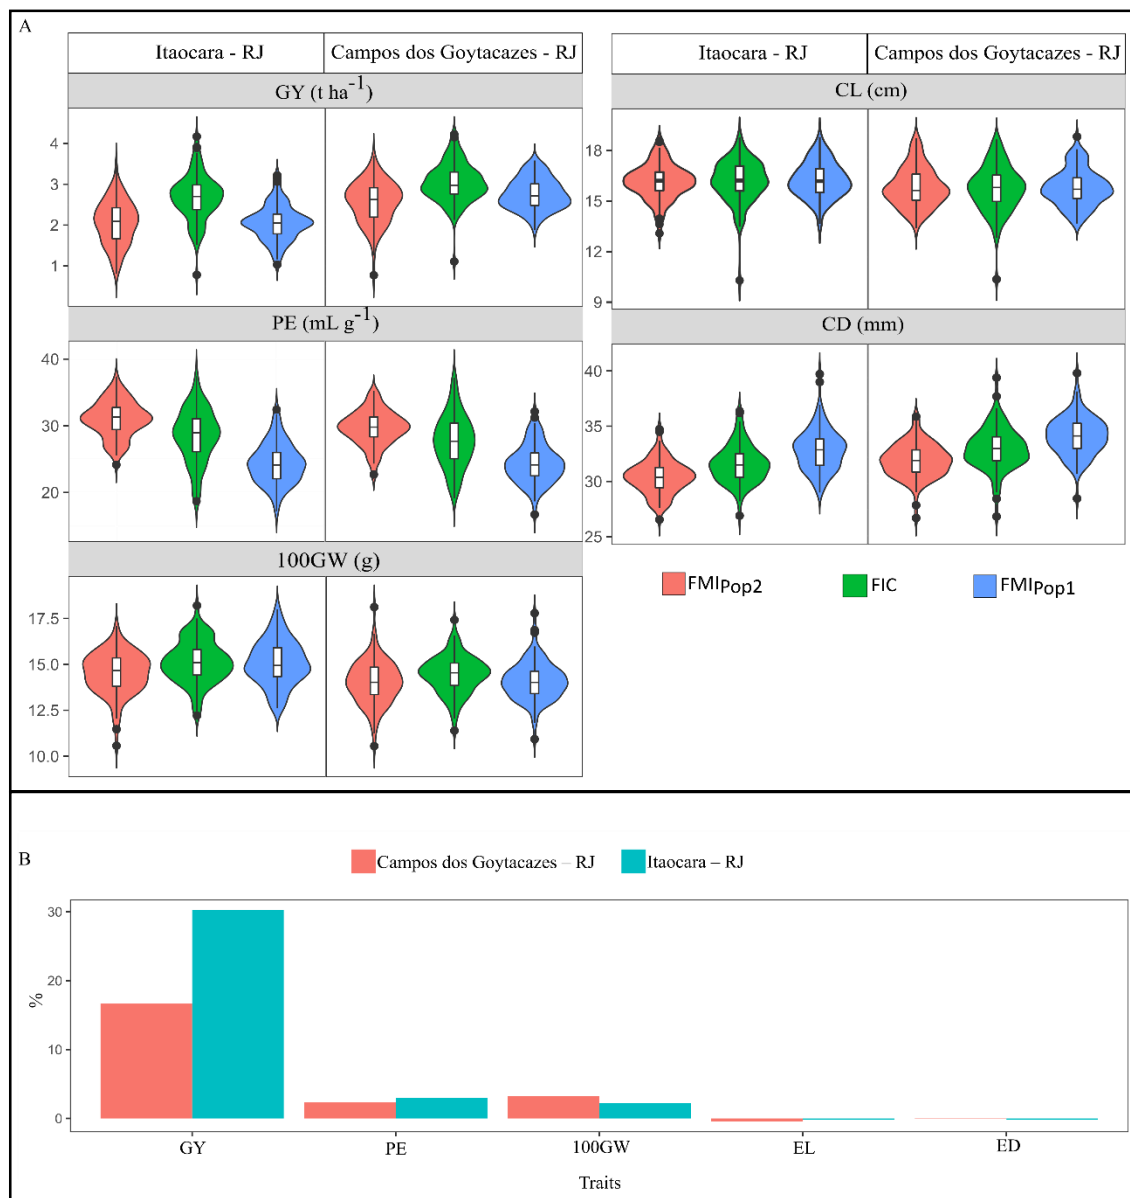 A
Itaocara - RJ
Campos dos Goytacazes - RJ
GY (t ha⁻¹)
4
3
2
1
PE (mL g⁻¹)
40
30
20
100GW (g)
17.5
15.0
12.5
10.0
Itaocara - RJ
Campos dos Goytacazes - RJ
CL (cm)
18
15
12
9
CD (mm)
40
35
30
25
FMIPop2
FIC
FMIPop1
B
Campos dos Goytacazes – RJ
Itaocara – RJ
%
30
20
10
0
GY
PE
100GW
EL
ED
Traits